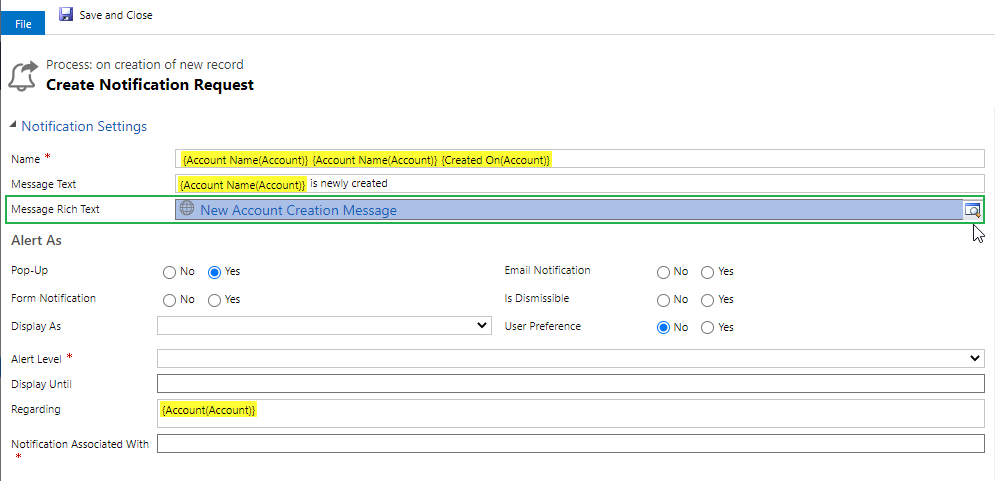 File
Save and Close
Process: on creation of new record
Create Notification Request
Notification Settings
Name * {Account Name(Account)} {Account Name(Account)} {Created On(Account)}
Message Text {Account Name(Account)} is newly created
Message Rich Text New Account Creation Message
Alert As
Pop-Up No Yes Email Notification No Yes
Form Notification No Yes Is Dismissible No Yes
Display As User Preference No Yes
Alert Level *
Display Until
Regarding {Account(Account)}
Notification Associated With
*